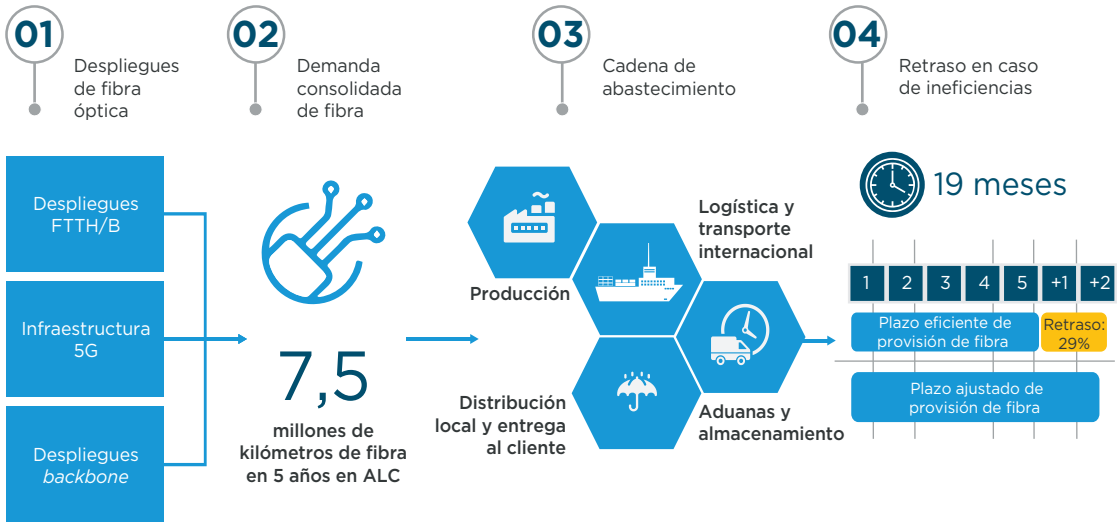 01
Despliegues
de fibra
óptica
02
Demanda
consolidada
de fibra
03
Cadena de
abastecimiento
04
Retraso en caso
de ineficiencias
Despliegues
FTTH/B
Infraestructura
5G
Despliegues
backbone
7,5
millones de
kilómetros de fibra
en 5 años en ALC
Producción
Logística y
transporte
internacional
Distribución
local y entrega
al cliente
Aduanas y
almacenamiento
19 meses
1 2 3 4 5 +1 +2
Plazo eficiente de
provisión de fibra
Retraso:
29%
Plazo ajustado de
provisión de fibra